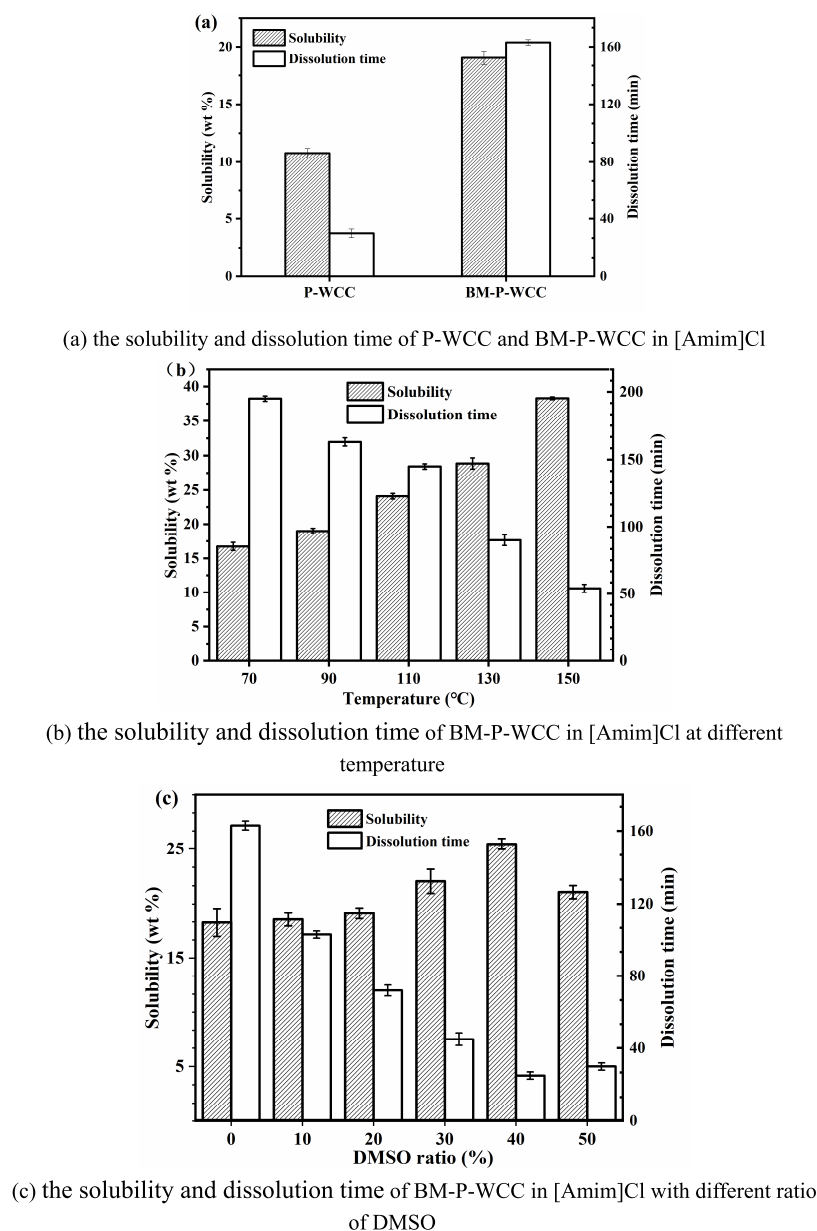 (a)
Solubility
Dissolution time
Solubility (wt %)
20
15
10
5
0
160
120
80
40
0
Dissolution time (min)
P-WCC BM-P-WCC
(a) the solubility and dissolution time of P-WCC and BM-P-WCC in [Amim]Cl
（b）
Solubility
Dissolution time
Solubility (wt %)
40
35
30
25
20
15
10
5
0
200
150
100
50
0
Dissolution time (min)
70 90 110 130 150
Temperature (℃)
(b) the solubility and dissolution time of BM-P-WCC in [Amim]Cl at different
temperature
(c)
Solubility
Dissolution time
Solubility (wt %)
25
15
5
160
120
80
40
0
Dissolution time (min)
0 10 20 30 40 50
DMSO ratio (%)
(c) the solubility and dissolution time of BM-P-WCC in [Amim]Cl with different ratio
of DMSO